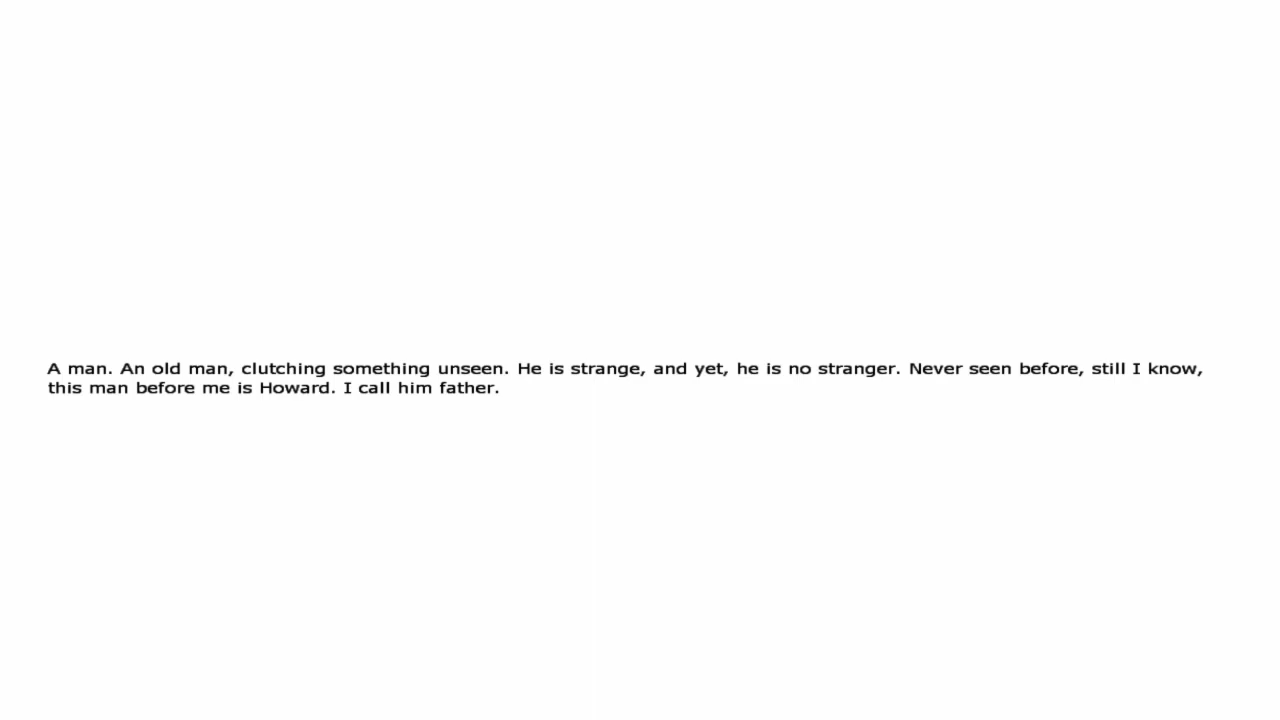 A man. An old man, clutching something unseen. He is strange, and yet, he is no stranger. Never seen before, still I know,
this man before me is Howard. I call him father.